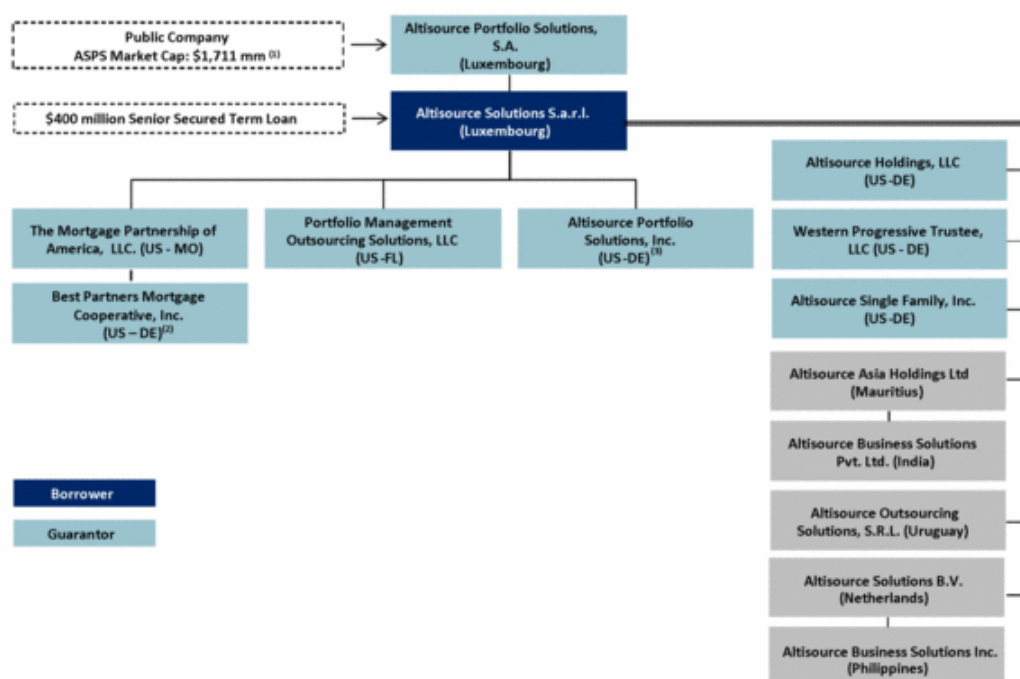 Public Company
ASPS Market Cap: $1,711 mm (1)
Altisource Portfolio Solutions,
S.A.
(Luxembourg)
$400 million Senior Secured Term Loan
Altisource Solutions S.a.r.l.
(Luxembourg)
The Mortgage Partnership of
America, LLC. (US - MO)
Portfolio Management
Outsourcing Solutions, LLC
(US -FL)
Altisource Portfolio
Solutions, Inc.
(US -DE)(3)
Best Partners Mortgage
Cooperative, Inc.
(US – DE)(2)
Altisource Holdings, LLC
(US -DE)
Western Progressive Trustee,
LLC (US - DE)
Altisource Single Family, Inc.
(US -DE)
Altisource Asia Holdings Ltd
(Mauritius)
Altisource Business Solutions
Pvt. Ltd. (India)
Altisource Outsourcing
Solutions, S.R.L. (Uruguay)
Altisource Solutions B.V.
(Netherlands)
Altisource Business Solutions Inc.
(Philippines)
Borrower
Guarantor